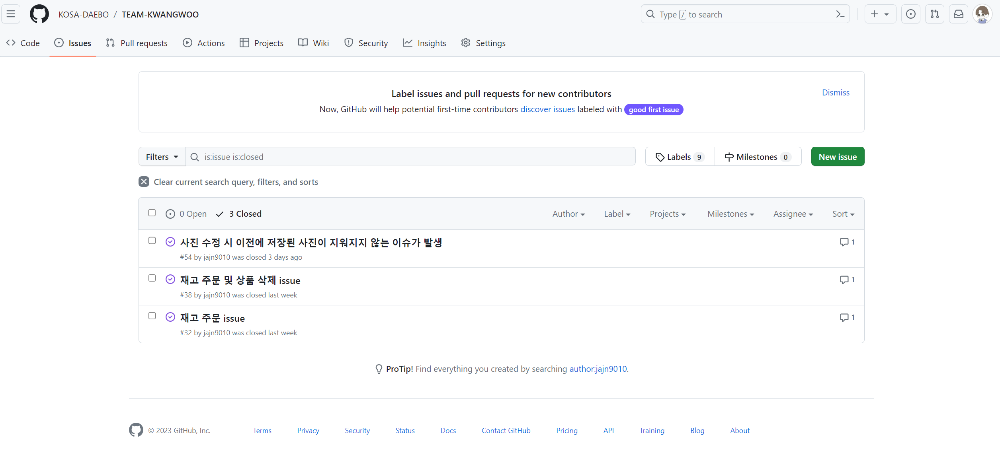 KOSA-DAEBO / TEAM-KWANGWOO
Type / to search
Code Issues Pull requests Actions Projects Wiki Security Insights Settings
Label issues and pull requests for new contributors
Dismiss
Now, GitHub will help potential first-time contributors discover issues labeled with good first issue
Filters is:issue is:closed Labels 9 Milestones 0 New issue
Clear current search query, filters, and sorts
0 Open 3 Closed Author Label Projects Milestones Assignee Sort
사진 수정 시 이전에 저장된 사진이 지워지지 않는 이슈가 발생 1
#54 by jajn9010 was closed 3 days ago
재고 주문 및 상품 삭제 issue 1
#38 by jajn9010 was closed last week
재고 주문 issue 1
#32 by jajn9010 was closed last week
ProTip! Find everything you created by searching author:jajn9010.
© 2023 GitHub, Inc. Terms Privacy Security Status Docs Contact GitHub Pricing API Training Blog About